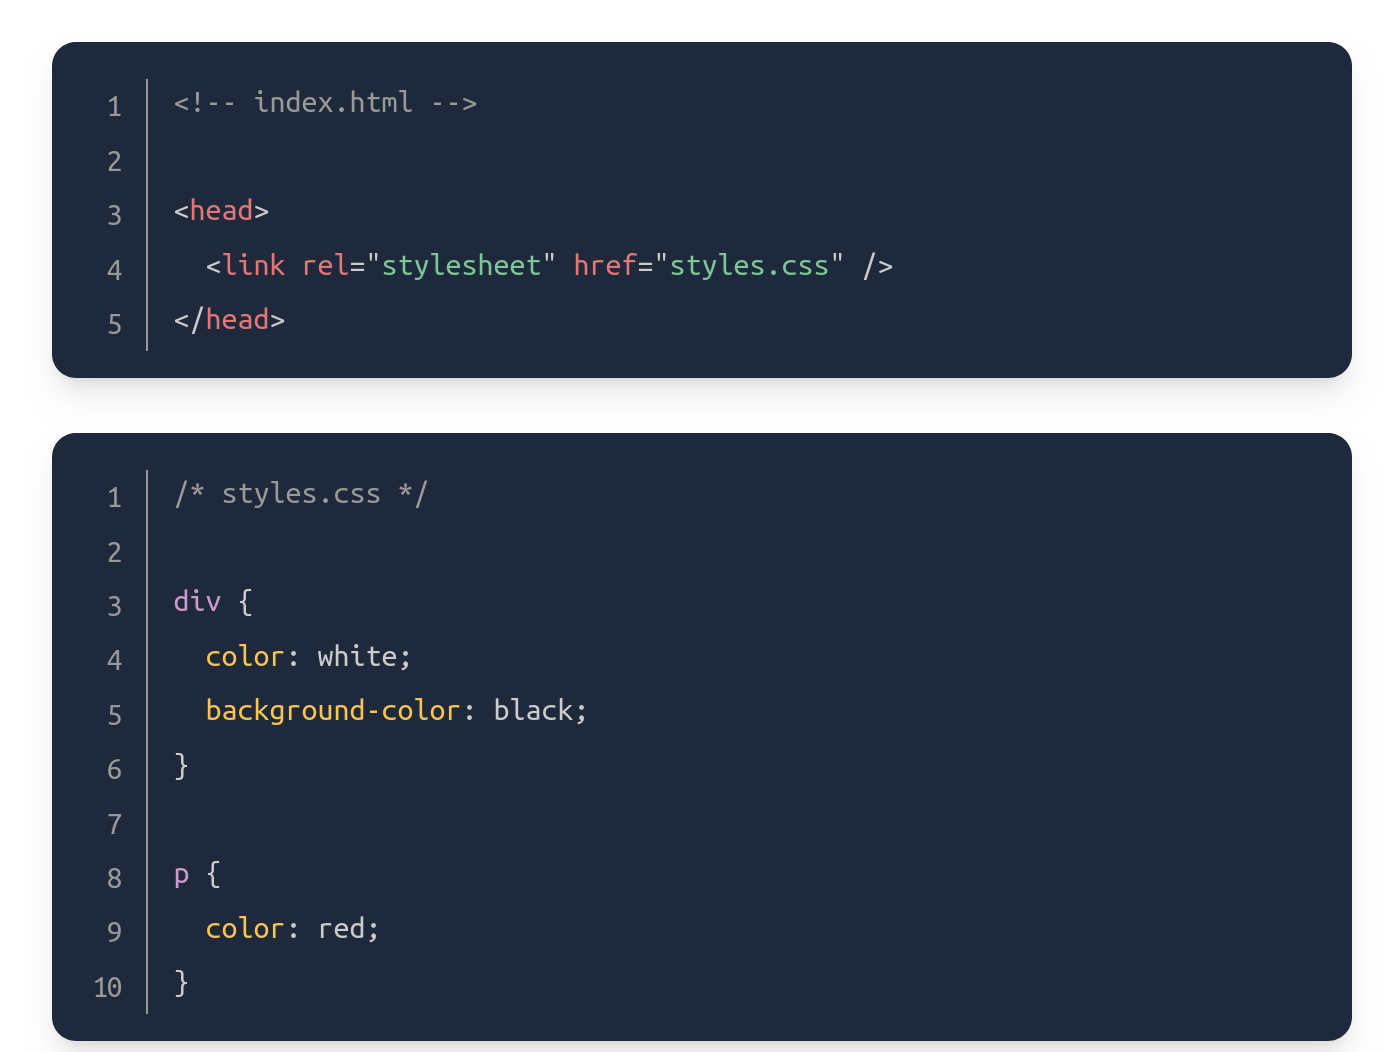 1 <!-- index.html -->
2
3 <head>
4   <link rel="stylesheet" href="styles.css" />
5 </head>
1 /* styles.css */
2
3 div {
4   color: white;
5   background-color: black;
6 }
7
8 p {
9   color: red;
10 }